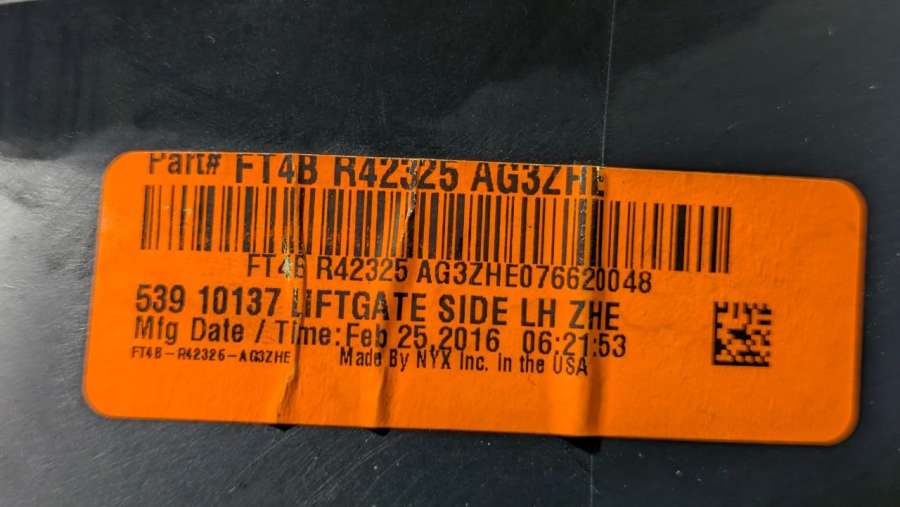 Part# FT4B R42325 AG3ZHE
FT4B R42325 AG3ZHE076620048
539 10137 LIFTGATE SIDE LH ZHE
Mfg Date / Time: Feb 25,2016 06:21:53
FT4B-R42326-AG3ZHE Made By NYX Inc. in the USA